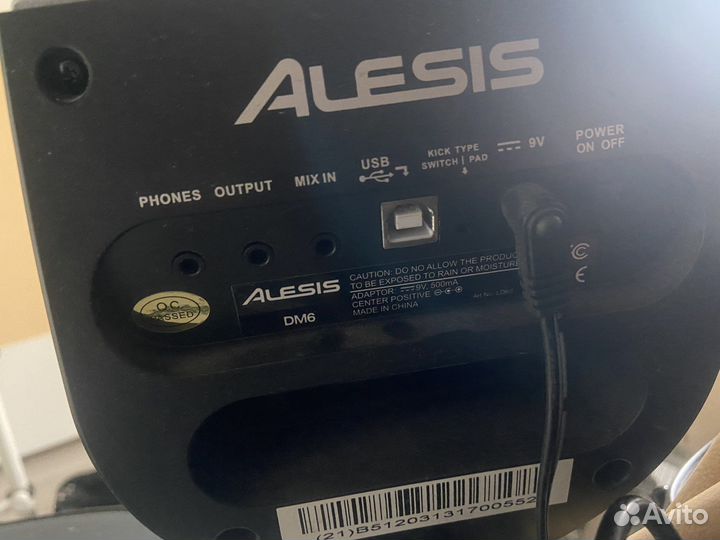 ALESIS
PHONES OUTPUT MIX IN USB KICK TYPE 9V POWER
SWITCH | PAD ON OFF
CAUTION: DO NOT ALLOW THE PRODUC
TO BE EXPOSED TO RAIN OR MOISTURE
ALESIS ADAPTOR 9V, 500mA
CENTER POSITIVE
DM6 MADE IN CHINA
Q.C.
SSED
CE
(21)B51203131700552
Avito